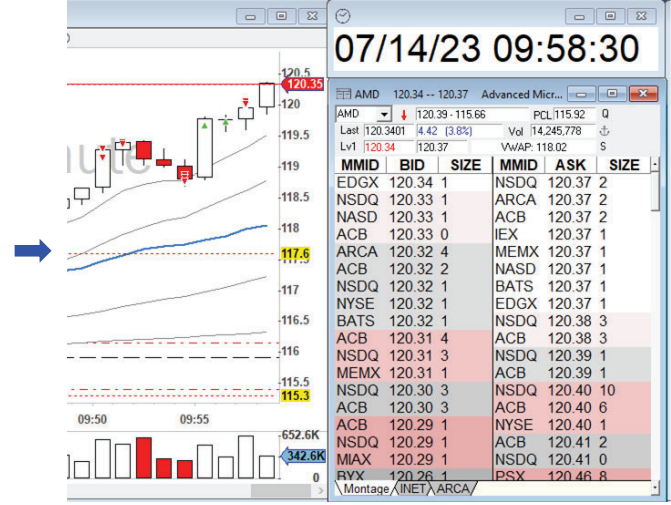 07/14/23 09:58:30
nute
120.5
120.35
120
119.5
119
118.5
118
117.6
117
116.5
116
115.5
115.3
09:50
09:55
652.6K
342.6K
0
AMD 120.34 -- 120.37 Advanced Micr...
AMD 120.39 - 115.66 PCL 115.92 Q
Last 120.3401 4.42 (3.8%) Vol 14,245,778
Lv1 120.34 120.37 VWAP: 118.02 S
MMID BID SIZE MMID ASK SIZE
EDGX 120.34 1 NSDQ 120.37 2
NSDQ 120.33 1 ARCA 120.37 2
NASD 120.33 1 ACB 120.37 2
ACB 120.33 0 IEX 120.37 1
ARCA 120.32 4 MEMX 120.37 1
ACB 120.32 2 NASD 120.37 1
NSDQ 120.32 1 BATS 120.37 1
NYSE 120.32 1 EDGX 120.37 1
BATS 120.32 1 NSDQ 120.38 3
ACB 120.31 4 ACB 120.38 3
NSDQ 120.31 3 NSDQ 120.39 1
MEMX 120.31 1 ACB 120.39 1
NSDQ 120.30 3 NSDQ 120.40 10
ACB 120.30 3 ACB 120.40 6
ACB 120.29 1 NYSE 120.40 1
NSDQ 120.29 1 ACB 120.41 2
MIAX 120.29 1 NSDQ 120.41 0
BYX 120.26 1 PSX 120.46 8
Montage INET ARCA